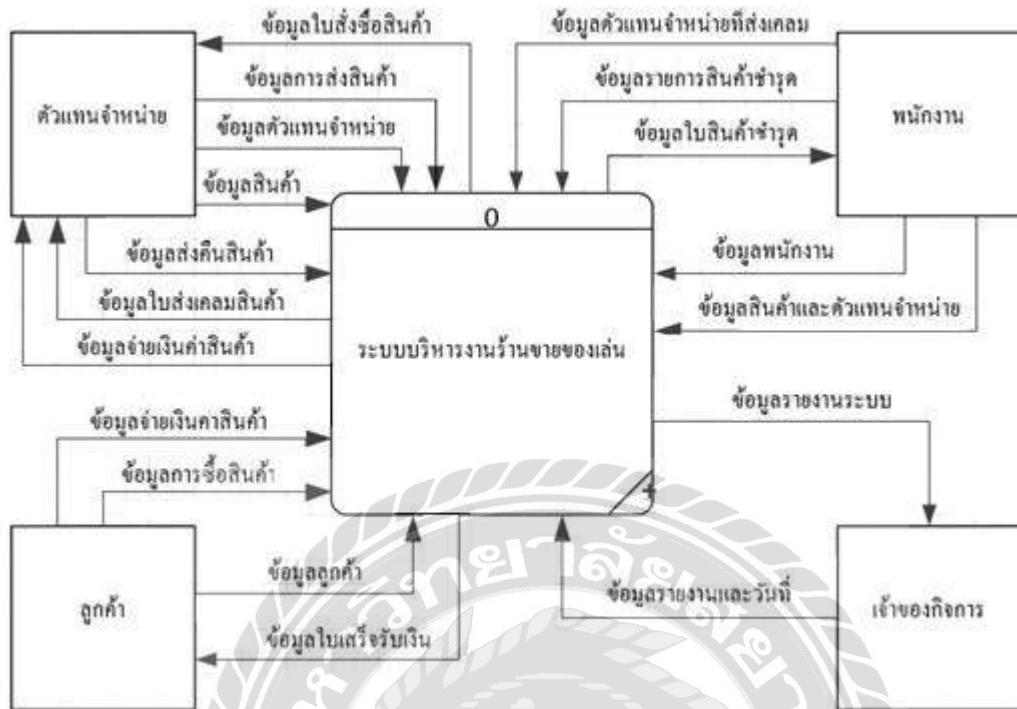 ข้อมูลใบสั่งซื้อสินค้า
ข้อมูลตัวแทนจำหน่ายที่ส่งเคลม
ข้อมูลการส่งสินค้า
ข้อมูลรายการสินค้าชำรุด
ตัวแทนจำหน่าย
พนักงาน
ข้อมูลตัวแทนจำหน่าย
ข้อมูลใบสินค้าชำรุด
ข้อมูลสินค้า
0
ข้อมูลส่งคืนสินค้า
ข้อมูลพนักงาน
ข้อมูลใบส่งเคลมสินค้า
ข้อมูลสินค้าและตัวแทนจำหน่าย
ข้อมูลจ่ายเงินค่าสินค้า
ระบบบริหารงานร้านขายของเล่น
ข้อมูลรายงานระบบ
ข้อมูลจ่ายเงินคาสินค้า
ข้อมูลการซื้อสินค้า
+
ข้อมูลลูกค้า
ข้อมูลรายงานและวันที่
ลูกค้า
เจ้าของกิจการ
ข้อมูลใบเสร็จรับเงิน